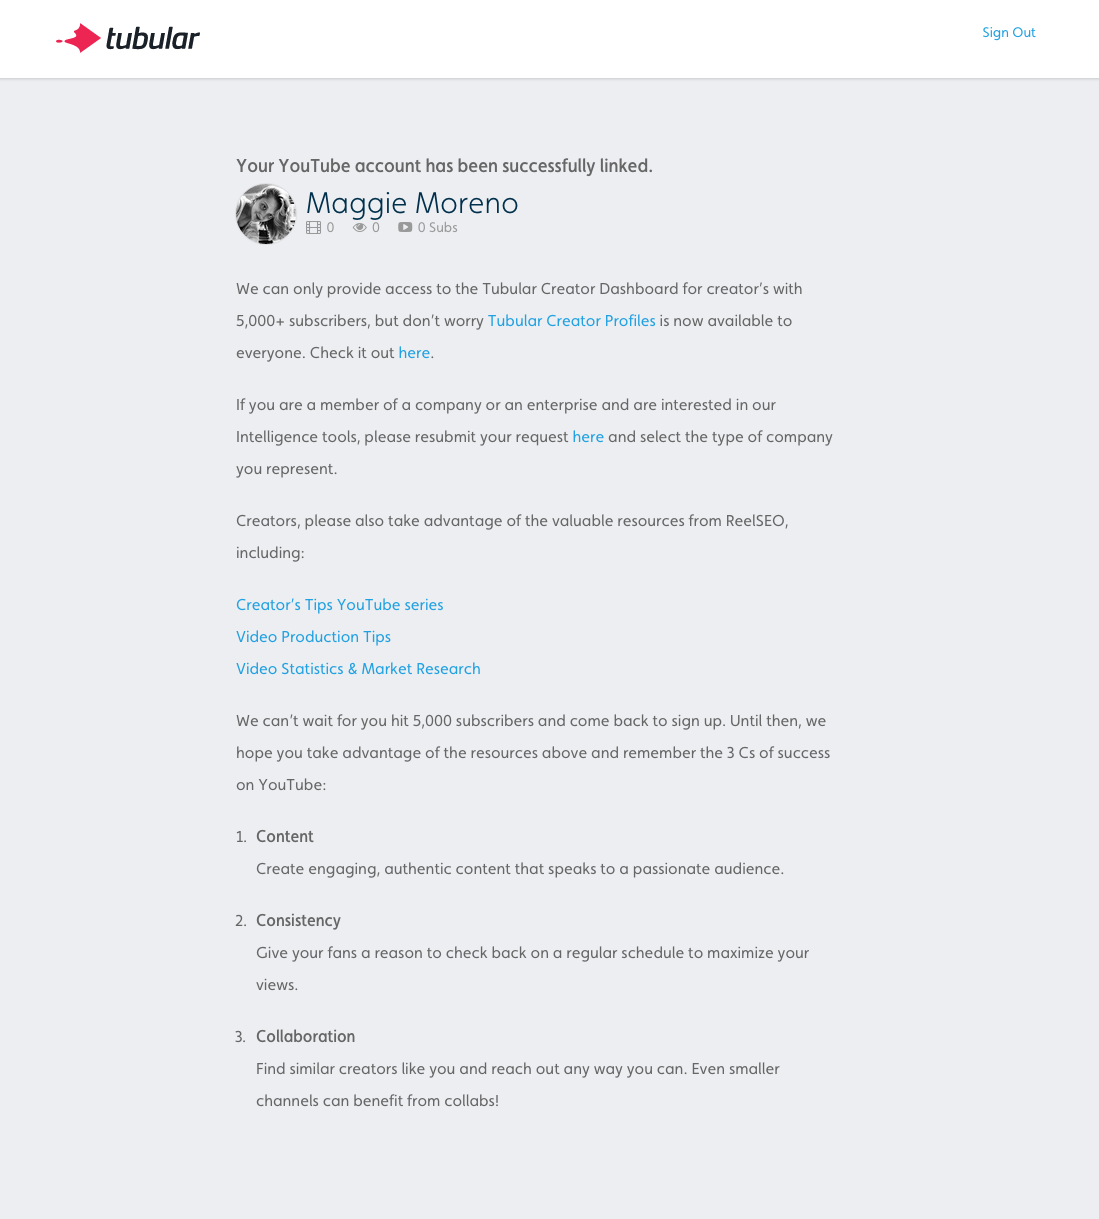 tubular
Sign Out
Your YouTube account has been successfully linked.
Maggie Moreno
0 0 0 Subs
We can only provide access to the Tubular Creator Dashboard for creator's with
5,000+ subscribers, but don't worry Tubular Creator Profiles is now available to
everyone. Check it out here.
If you are a member of a company or an enterprise and are interested in our
Intelligence tools, please resubmit your request here and select the type of company
you represent.
Creators, please also take advantage of the valuable resources from ReelSEO,
including:
Creator's Tips YouTube series
Video Production Tips
Video Statistics & Market Research
We can't wait for you hit 5,000 subscribers and come back to sign up. Until then, we
hope you take advantage of the resources above and remember the 3 Cs of success
on YouTube:
1. Content
Create engaging, authentic content that speaks to a passionate audience.
2. Consistency
Give your fans a reason to check back on a regular schedule to maximize your
views.
3. Collaboration
Find similar creators like you and reach out any way you can. Even smaller
channels can benefit from collabs!